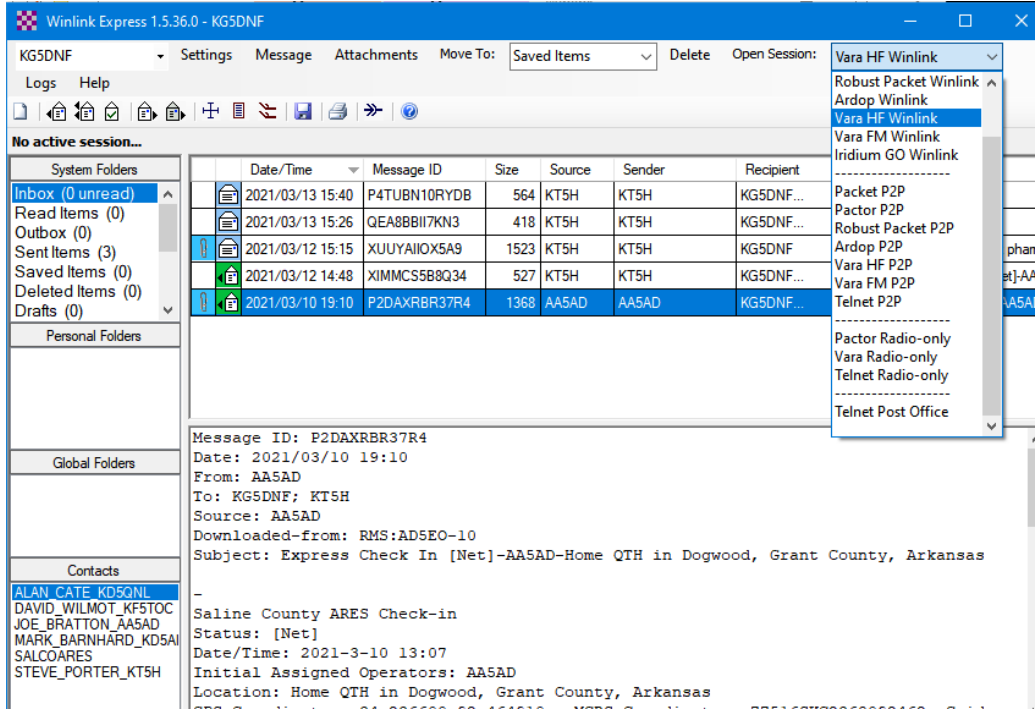 Winlink Express 1.5.36.0 - KG5DNF
KG5DNF Settings Message Attachments Move To: Saved Items Delete Open Session: Vara HF Winlink
Logs Help
No active session...
System Folders
Inbox (0 unread)
Read Items (0)
Outbox (0)
Sent Items (3)
Saved Items (0)
Deleted Items (0)
Drafts (0)
Personal Folders
Global Folders
Contacts
ALAN_CATE_KD5QNL
DAVID_WILMOT_KF5TOC
JOE_BRATTON_AA5AD
MARK_BARNHARD_KD5AI
SALCOARES
STEVE_PORTER_KT5H
Date/Time Message ID Size Source Sender Recipient
2021/03/13 15:40 P4TUBN10RYDB 564 KT5H KT5H KG5DNF...
2021/03/13 15:26 QEA8BBII7KN3 418 KT5H KT5H KG5DNF...
2021/03/12 15:15 XUUYAIIOX5A9 1523 KT5H KT5H KG5DNF
2021/03/12 14:48 XIMMCS5B8Q34 527 KT5H KT5H KG5DNF...
2021/03/10 19:10 P2DAXRBR37R4 1368 AA5AD AA5AD KG5DNF...
Robust Packet Winlink
Ardop Winlink
Vara HF Winlink
Vara FM Winlink
Iridium GO Winlink
-------------------
Packet P2P
Pactor P2P
Robust Packet P2P
Ardop P2P
Vara HF P2P
Vara FM P2P
Telnet P2P
-------------------
Pactor Radio-only
Vara Radio-only
Telnet Radio-only
-------------------
Telnet Post Office
Message ID: P2DAXRBR37R4
Date: 2021/03/10 19:10
From: AA5AD
To: KG5DNF; KT5H
Source: AA5AD
Downloaded-from: RMS:AD5EO-10
Subject: Express Check In [Net]-AA5AD-Home QTH in Dogwood, Grant County, Arkansas
-
Saline County ARES Check-in
Status: [Net]
Date/Time: 2021-3-10 13:07
Initial Assigned Operators: AA5AD
Location: Home QTH in Dogwood, Grant County, Arkansas